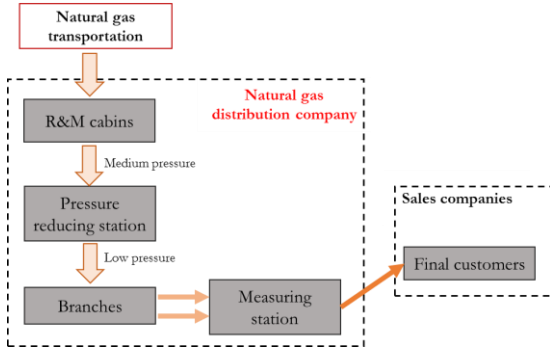 Natural gas
transportation
Natural gas
distribution company
R&M cabins
Medium pressure
Pressure
reducing station
Low pressure
Branches
Measuring
station
Sales companies
Final customers